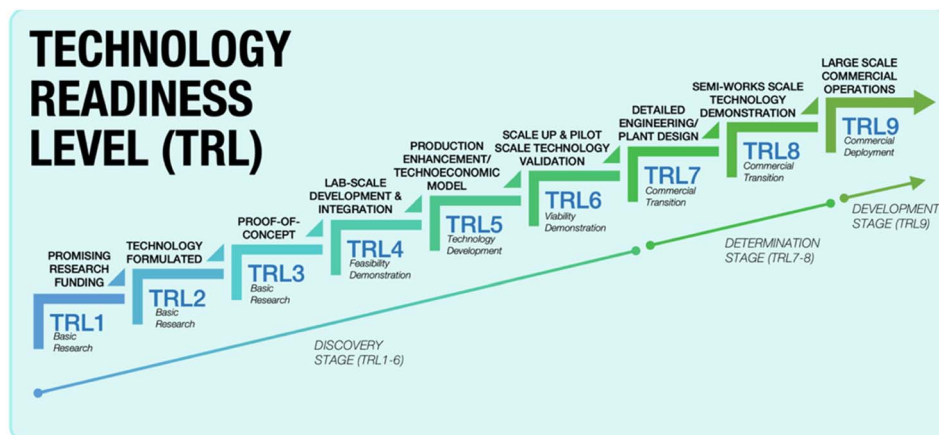 TECHNOLOGY
READINESS
LEVEL (TRL)
PROMISING
RESEARCH
FUNDING
TRL1
Basic
Research
TECHNOLOGY
FORMULATED
TRL2
Basic
Research
PROOF-OF-
CONCEPT
TRL3
Basic
Research
LAB-SCALE
DEVELOPMENT &
INTEGRATION
TRL4
Feasibility
Demonstration
PRODUCTION
ENHANCEMENT/
TECHNOECONOMIC
MODEL
TRL5
Technology
Development
SCALE UP & PILOT
SCALE TECHNOLOGY
VALIDATION
TRL6
Viability
Demonstration
DETAILED
ENGINEERING/
PLANT DESIGN
TRL7
Commercial
Transition
SEMI-WORKS SCALE
TECHNOLOGY
DEMONSTRATION
TRL8
Commercial
Transition
LARGE SCALE
COMMERCIAL
OPERATIONS
TRL9
Commercial
Deployment
DISCOVERY
STAGE (TRL1-6)
DETERMINATION
STAGE (TRL7-8)
DEVELOPMENT
STAGE (TRL9)